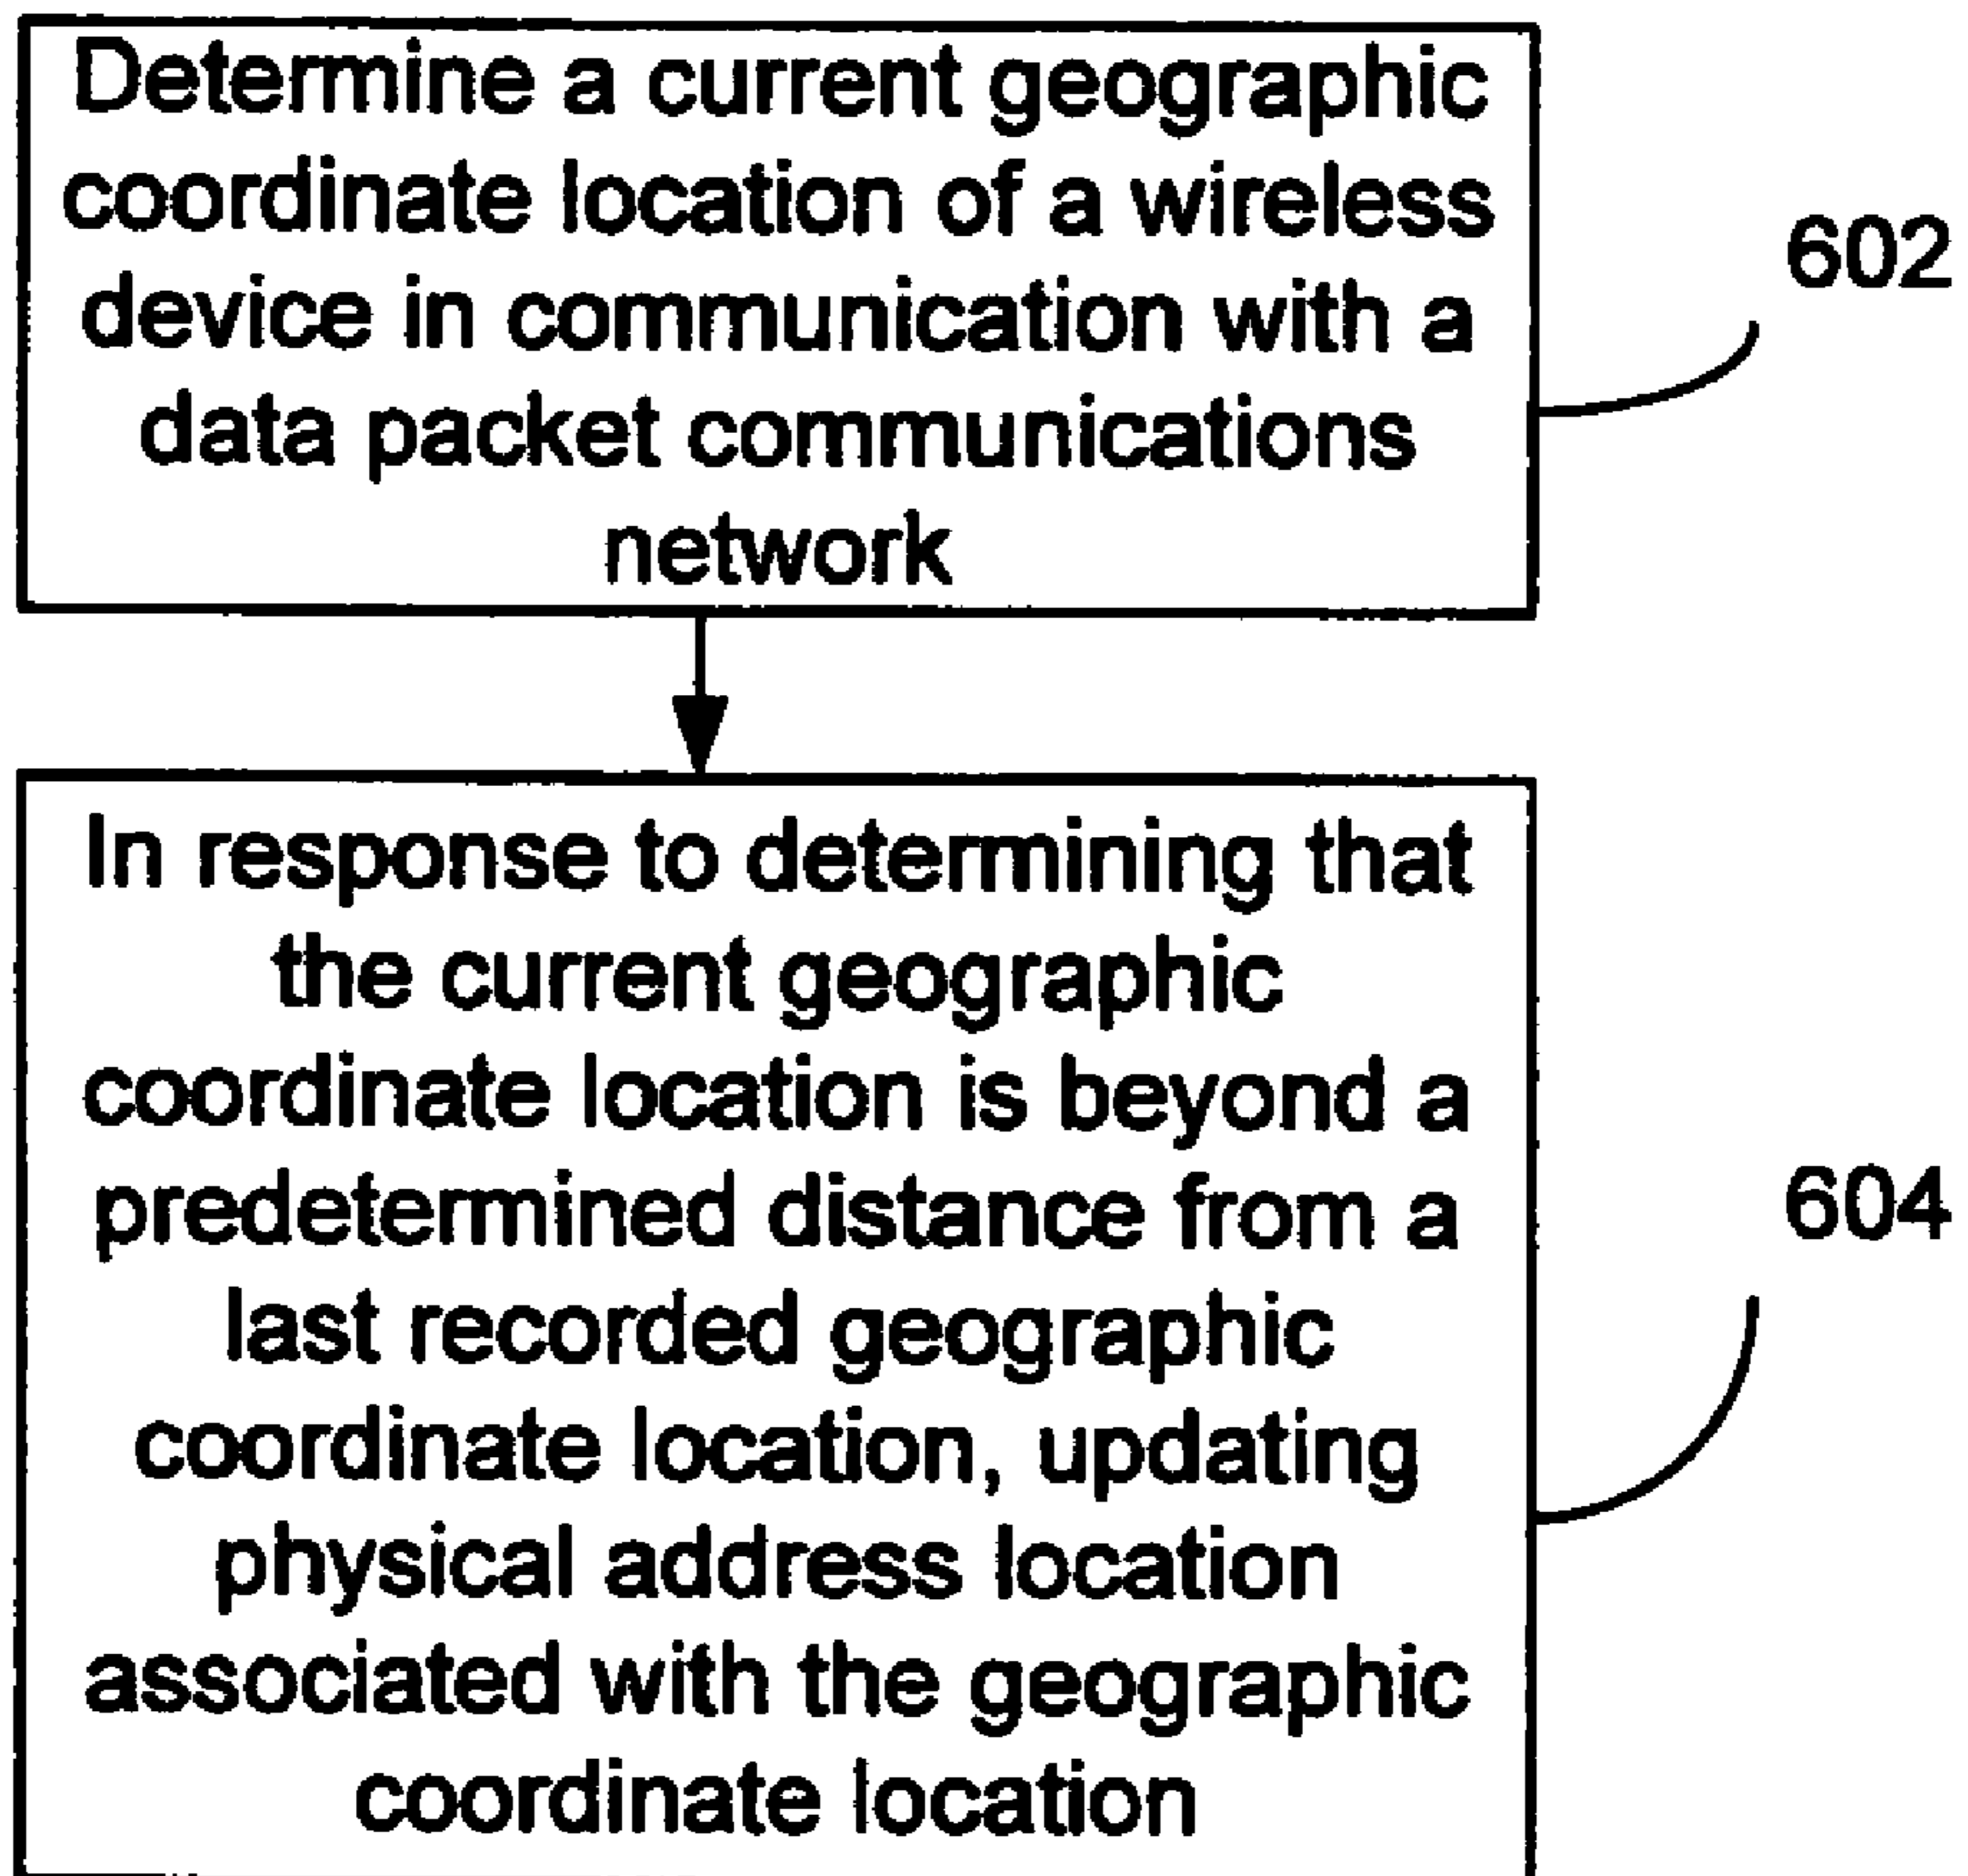 Determine a current geographic
coordinate location of a wireless
device in communication with a
data packet communications
network
602
In response to determining that
the current geographic
coordinate location is beyond a
predetermined distance from a
last recorded geographic
coordinate location, updating
physical address location
associated with the geographic
coordinate location
604